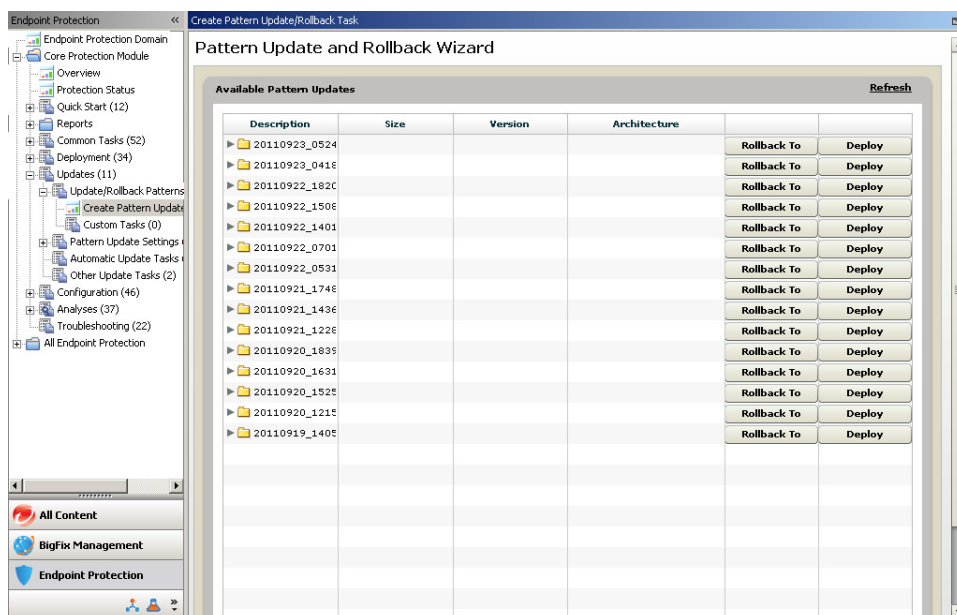 Endpoint Protection
Endpoint Protection Domain
Core Protection Module
Overview
Protection Status
Quick Start (12)
Reports
Common Tasks (52)
Deployment (34)
Updates (11)
Update/Rollback Patterns
Create Pattern Update
Custom Tasks (0)
Pattern Update Settings (
Automatic Update Tasks (
Other Update Tasks (2)
Configuration (46)
Analyses (37)
Troubleshooting (22)
All Endpoint Protection
All Content
BigFix Management
Endpoint Protection
Create Pattern Update/Rollback Task
Pattern Update and Rollback Wizard
Available Pattern Updates Refresh
Description Size Version Architecture
20110923_0524 Rollback To Deploy
20110923_0418 Rollback To Deploy
20110922_1820 Rollback To Deploy
20110922_1508 Rollback To Deploy
20110922_1401 Rollback To Deploy
20110922_0701 Rollback To Deploy
20110922_0531 Rollback To Deploy
20110921_1748 Rollback To Deploy
20110921_1436 Rollback To Deploy
20110921_1228 Rollback To Deploy
20110920_1839 Rollback To Deploy
20110920_1631 Rollback To Deploy
20110920_1525 Rollback To Deploy
20110920_1215 Rollback To Deploy
20110919_1405 Rollback To Deploy